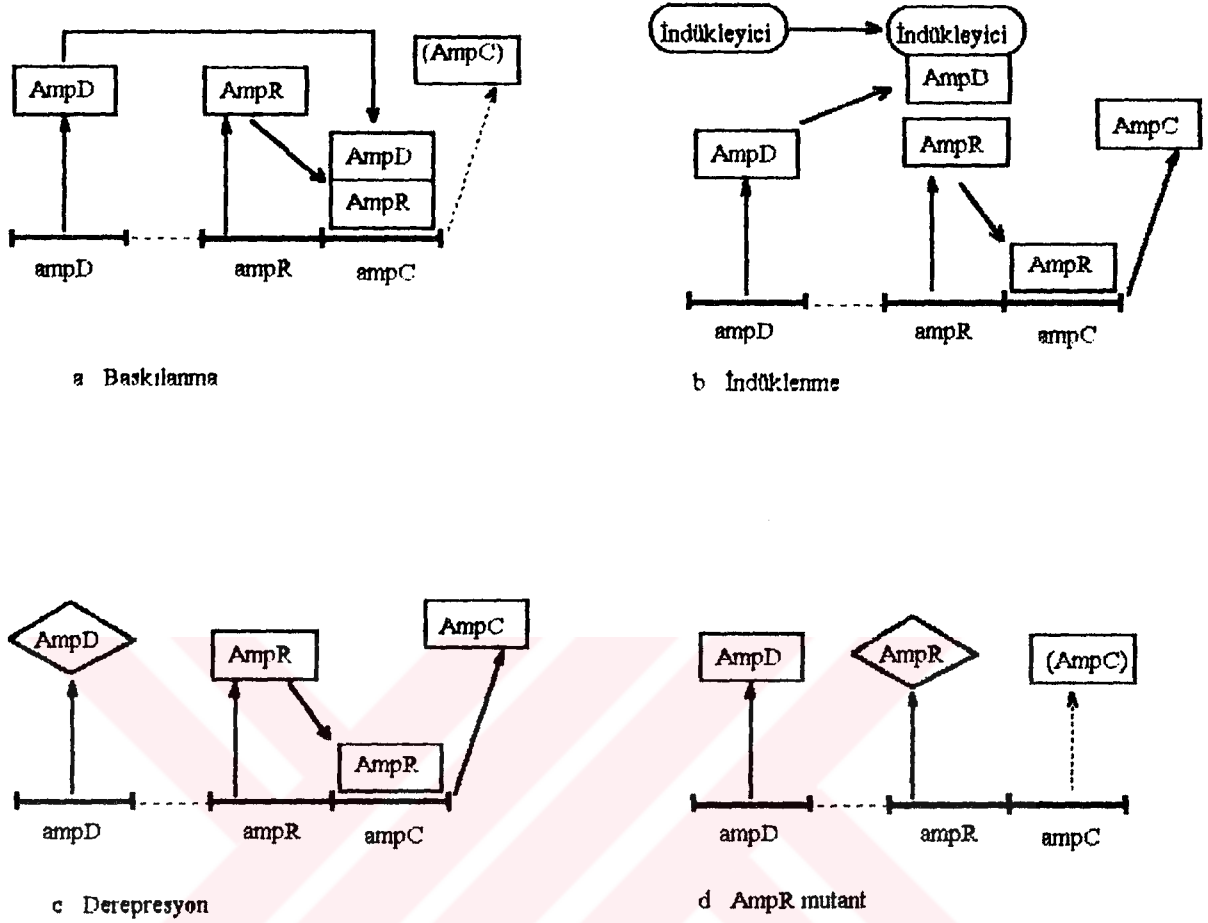 AmpD
AmpR
(AmpC)
AmpD
AmpR
ampD
ampR
ampC
a Baskılanma
İndükleyici
İndükleyici
AmpD
AmpD
AmpR
AmpC
AmpR
ampD
ampR
ampC
b İndüklenme
AmpD
AmpR
AmpC
AmpR
ampD
ampR
ampC
c Derepresyon
AmpD
AmpR
(AmpC)
ampD
ampR
ampC
d AmpR mutant